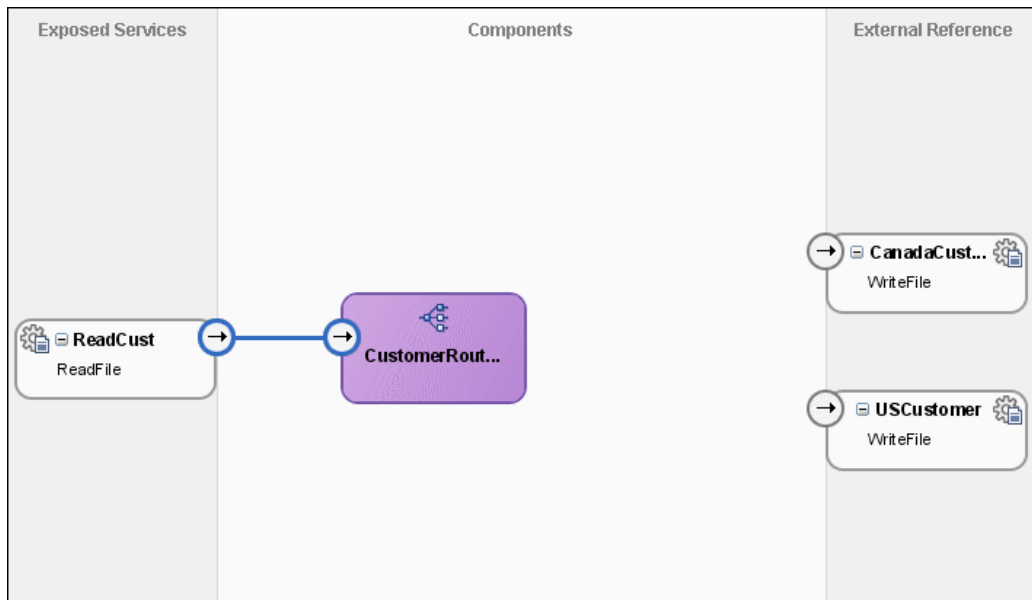 Exposed Services
Components
External Reference
CanadaCust...
WriteFile
ReadCust
ReadFile
CustomerRout...
USCustomer
WriteFile